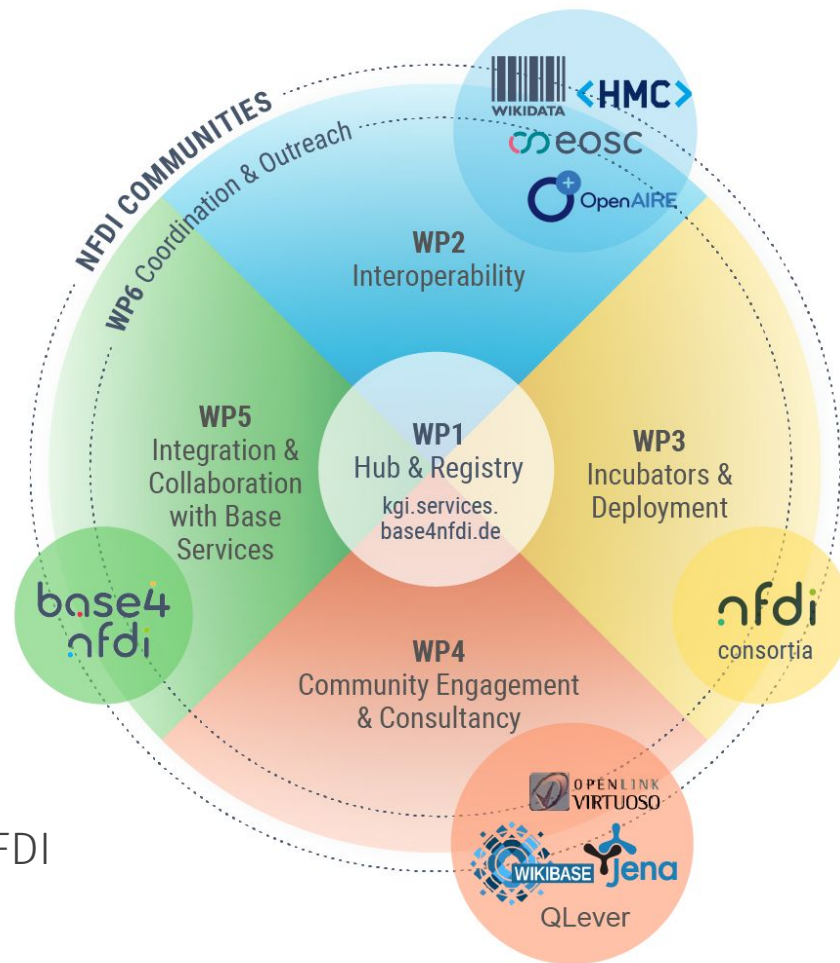 NFDI COMMUNITIES
WP6 Coordination & Outreach
WIKIDATA
<HMC>
eosc
OpenAIRE
WP2
Interoperability
WP5
Integration &
Collaboration
with Base
Services
WP1
Hub & Registry
kgi.services.
base4nfdi.de
WP3
Incubators &
Deployment
base4
nfdi
nfdi
consortia
WP4
Community Engagement
& Consultancy
OPENLINK
VIRTUOSO
WIKIBASE
Jena
QLever
FDI